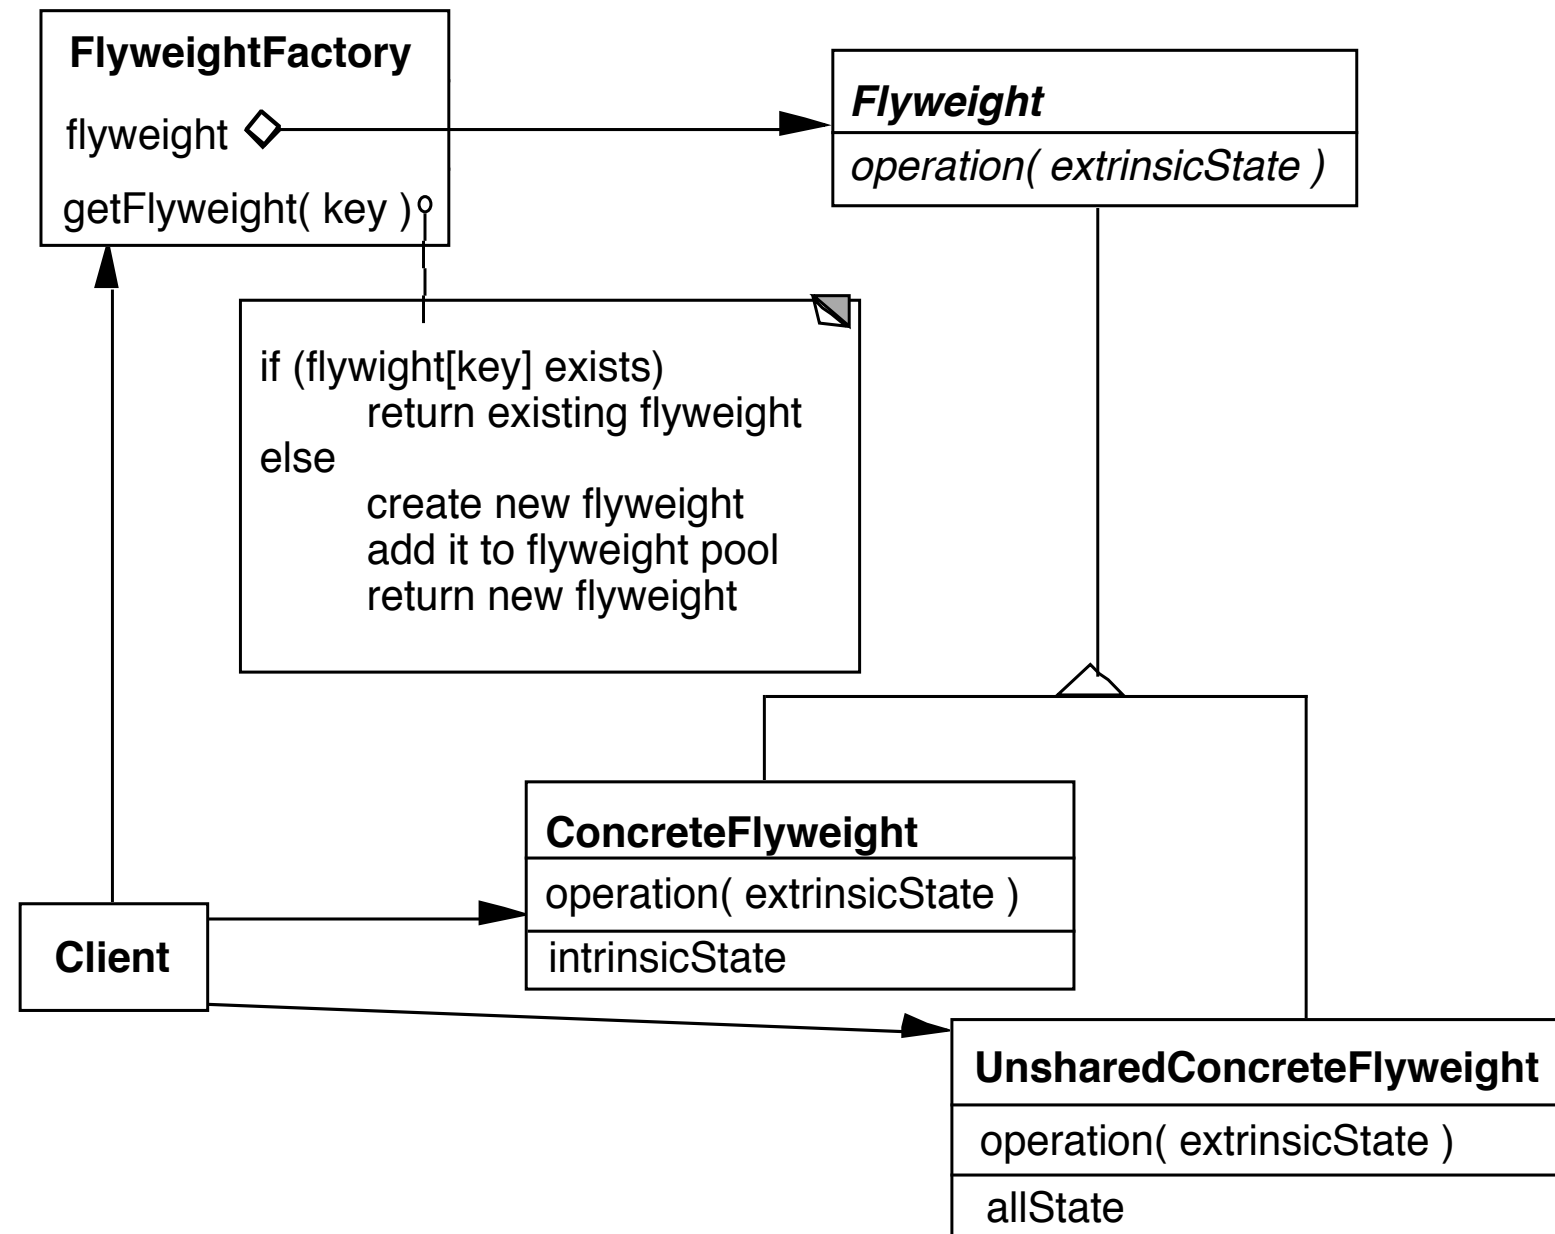 FlyweightFactory
flyweight
getFlyweight( key )
Flyweight
operation( extrinsicState )
if (flywight[key] exists)
return existing flyweight
else
create new flyweight
add it to flyweight pool
return new flyweight
ConcreteFlyweight
operation( extrinsicState )
intrinsicState
Client
UnsharedConcreteFlyweight
operation( extrinsicState )
allState